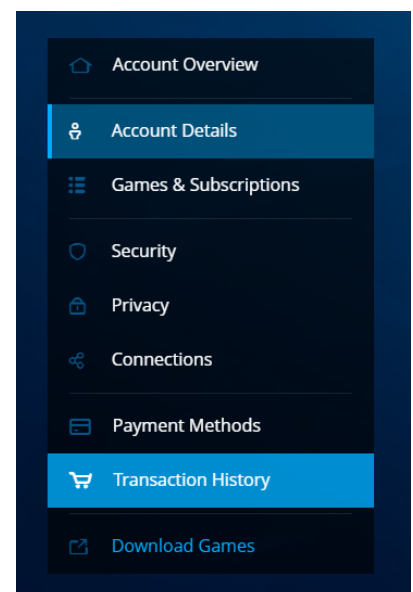 Account Overview
Account Details
Games & Subscriptions
Security
Privacy
Connections
Payment Methods
Transaction History
Download Games